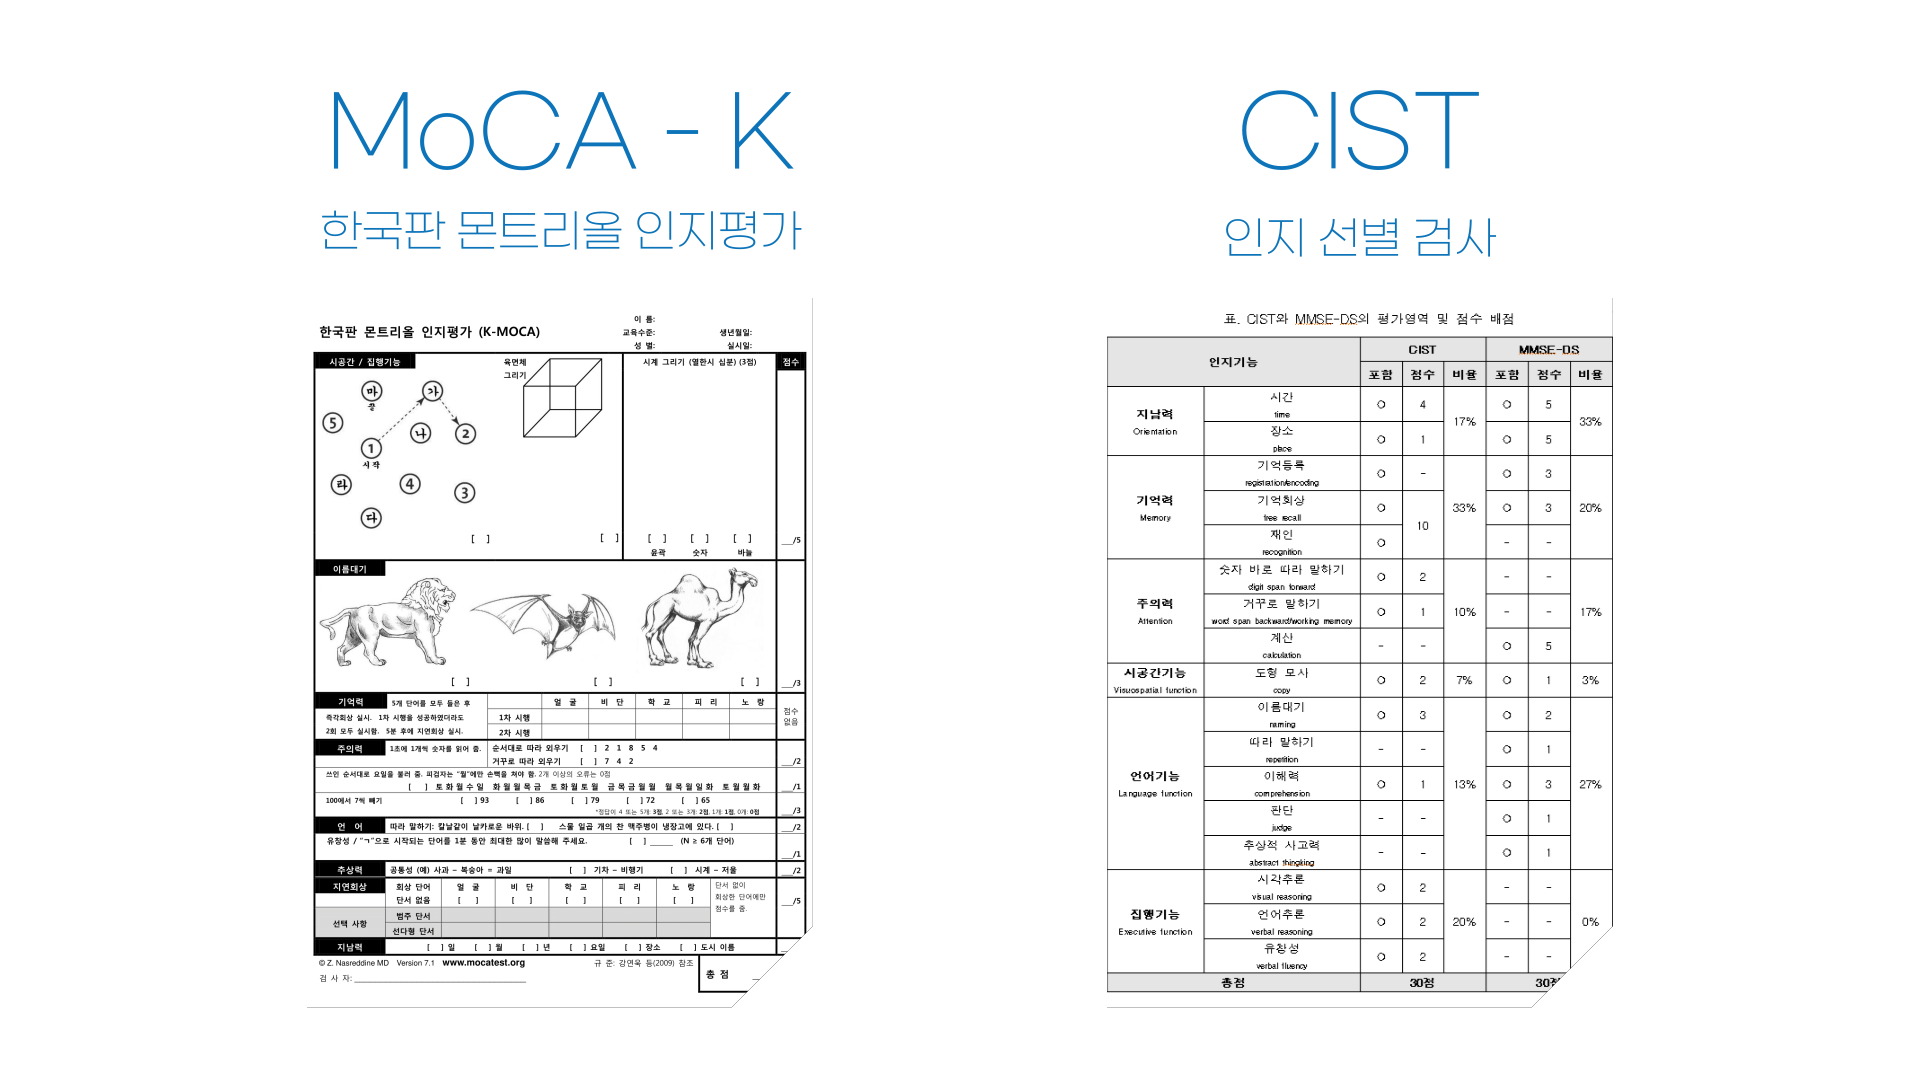 MoCA - K
한국판 몬트리올 인지평가
한국판 몬트리올 인지평가 (K-MOCA)
이 름:
교육수준: 생년월일:
성 별: 실시일:
시공간 / 집행기능
육면체
그리기
시계 그리기 (열한시 십분) (3점)
점수
마
끝
가
5
나
2
1
시작
라
4
3
다
[ ] [ ] [ ] [ ] [ ] __/5
윤곽 숫자 바늘
이름대기
[ ] [ ] [ ] __/3
기억력 5개 단어를 모두 들은 후 얼 굴 비 단 학 교 피 리 노 랑 점수
즉각회상 실시. 1차 시행을 성공하였더라도 1차 시행 없음
2회 모두 실시함. 5분 후에 지연회상 실시. 2차 시행
주의력 1초에 1개씩 숫자를 읽어 줌. 순서대로 따라 외우기 [ ] 2 1 8 5 4
거꾸로 따라 외우기 [ ] 7 4 2 __/2
쓰인 순서대로 요일을 불러 줌. 피검자는 "월"에만 손뼉을 쳐야 함. 2개 이상의 오류는 0점
[ ] 토 화 월 수 일 화 월 월 목 금 토 화 월 토 월 금 목 금 월 월 월 목 월 일 화 토 월 월 화 __/1
100에서 7씩 빼기 [ ] 93 [ ] 86 [ ] 79 [ ] 72 [ ] 65
*정답이 4 또는 5개: 3점, 2 또는 3개: 2점, 1개: 1점, 0개: 0점 __/3
언 어 따라 말하기: 칼날같이 날카로운 바위. [ ] 스물 일곱 개의 찬 맥주병이 냉장고에 있다. [ ] __/2
유창성 / "ㄱ"으로 시작되는 단어를 1분 동안 최대한 많이 말씀해 주세요. [ ] ____ (N ≥ 6개 단어)
__/1
추상력 공통성 (예) 사과 – 복숭아 = 과일 [ ] 기차 – 비행기 [ ] 시계 – 저울 __/2
지연회상 회상 단어 얼 굴 비 단 학 교 피 리 노 랑 단서 없이
단서 없음 [ ] [ ] [ ] [ ] [ ] 회상한 단어에만 __/5
선택 사항 범주 단서 점수를 줌.
선다형 단서
지남력 [ ] 일 [ ] 월 [ ] 년 [ ] 요일 [ ] 장소 [ ] 도시 이름
© Z. Nasreddine MD Version 7.1 www.mocatest.org 규 준: 강연욱 등(2009) 참조
총 점
검 사 자:
CIST
인지 선별 검사
표. CIST와 MMSE-DS의 평가영역 및 점수 배점
인지기능 CIST MMSE-DS
포함 점수 비율 포함 점수 비율
지남력 Orientation
시간 time ○ 4 17% ○ 5 33%
장소 place ○ 1 ○ 5
기억력 Memory
기억등록 registration/encoding ○ - 33% ○ 3 20%
기억회상 free recall ○ 10 ○ 3
재인 recognition ○ - -
주의력 Attention
숫자 바로 따라 말하기 digit span forward ○ 2 10% - - 17%
거꾸로 말하기 word span backward/working memory ○ 1 - -
계산 calculation - - ○ 5
시공간기능 Visuospatial function
도형 모사 copy ○ 2 7% ○ 1 3%
언어기능 Language function
이름대기 naming ○ 3 13% ○ 2 27%
따라 말하기 repetition - - ○ 1
이해력 comprehension ○ 1 ○ 3
판단 judge - - ○ 1
추상적 사고력 abstract thingking - - ○ 1
집행기능 Executive function
시각추론 visual reasoning ○ 2 20% - - 0%
언어추론 verbal reasoning ○ 2 - -
유창성 verbal fluency ○ 2 - -
총점 30점 30점